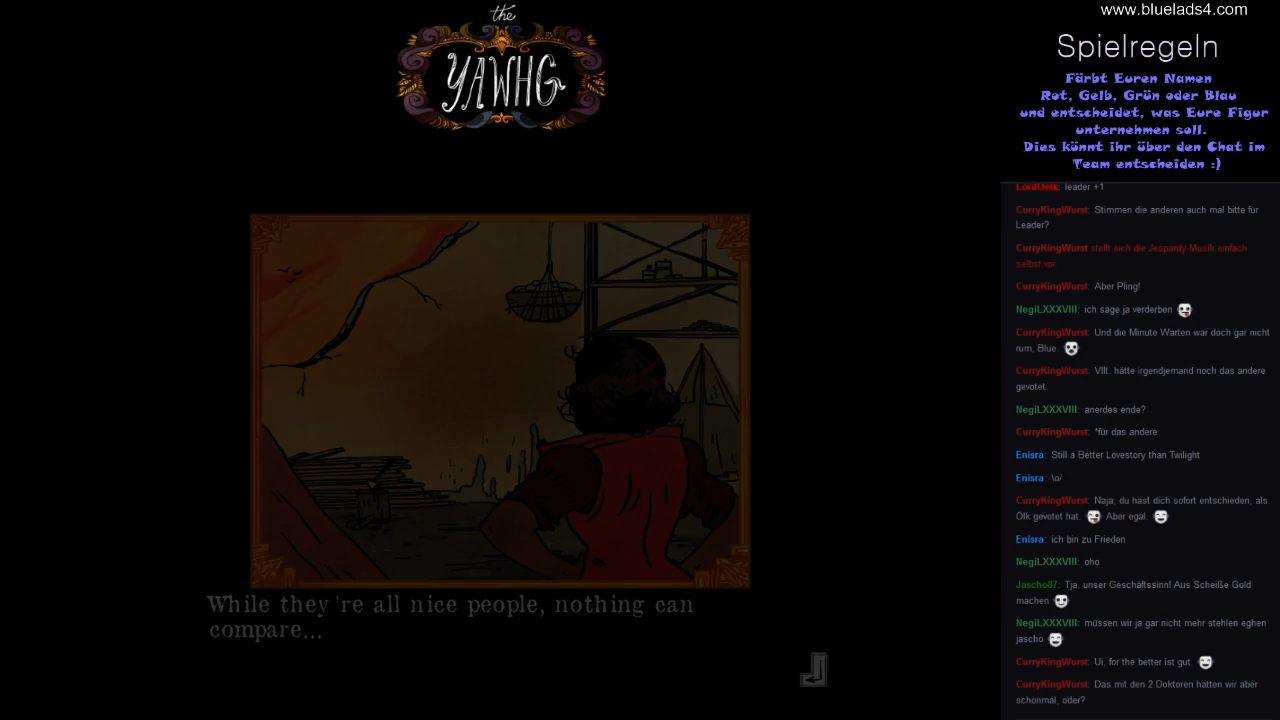 the
YAWHG
While they 're all nice people, nothing can
compare...
www.bluelads4.com
Spielregeln
Färbt Euren Namen
Rot, Gelb, Grün oder Blau
und entscheidet, was Eure Figur
unternehmen soll.
Dies könnt ihr über den Chat im
Team entscheiden :)
leader +1
CurryKingWurst: Stimmen die anderen auch mal bitte für
Leader?
CurryKingWurst stellt sich die Jeopardy-Musik einfach
selbst vor
CurryKingWurst: Aber Pling!
NegiLXXXVIII: ich sage ja verderben
CurryKingWurst: Und die Minute Warten war doch gar nicht
rum, Blue.
CurryKingWurst: Vllt. hätte irgendjemand noch das andere
gevotet.
NegiLXXXVIII: anerdes ende?
CurryKingWurst: *für das andere
Enisra: Still a Better Lovestory than Twilight
Enisra: \o/
CurryKingWurst: Naja, du hast dich sofort entschieden, als
Ölk gevotet hat. Aber egal.
Enisra: ich bin zu Frieden
NegiLXXXVIII: oho
Jascholl7: Tja, unser Geschäftssinn! Aus Scheiße Gold
machen
NegiLXXXVIII: müssen wir ja gar nicht mehr stehlen eghen
jascho
CurryKingWurst: Ui, for the better ist gut.
CurryKingWurst: Das mit den 2 Doktoren hatten wir aber
schonmal, oder?